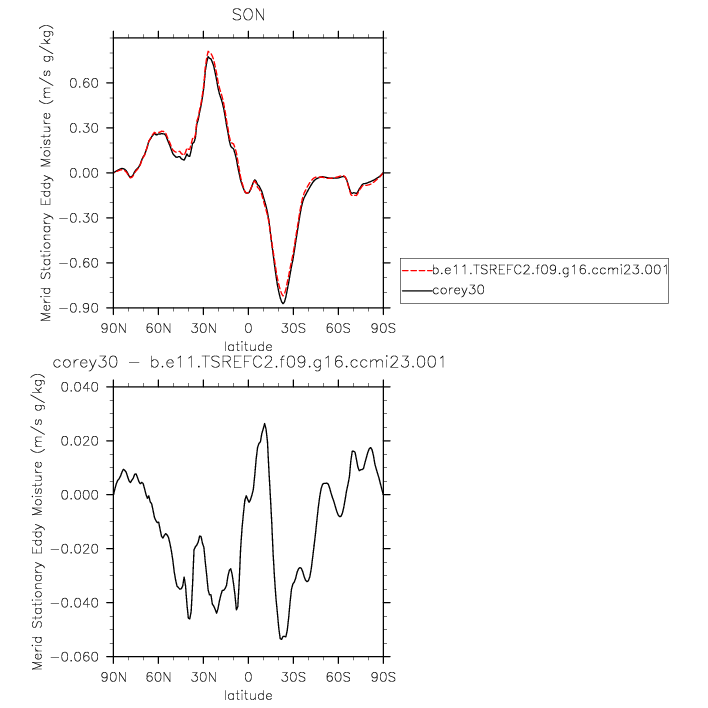 SON
Merid Stationary Eddy Moisture (m/s g/kg)
0.60
0.30
0.00
−0.30
−0.60
−0.90
90N 60N 30N 0 30S 60S 90S
latitude
b.e11.TSREFC2.f09.g16.ccmi23.001
corey30
corey30 − b.e11.TSREFC2.f09.g16.ccmi23.001
Merid Stationary Eddy Moisture (m/s g/kg)
0.040
0.020
0.000
−0.020
−0.040
−0.060
90N 60N 30N 0 30S 60S 90S
latitude